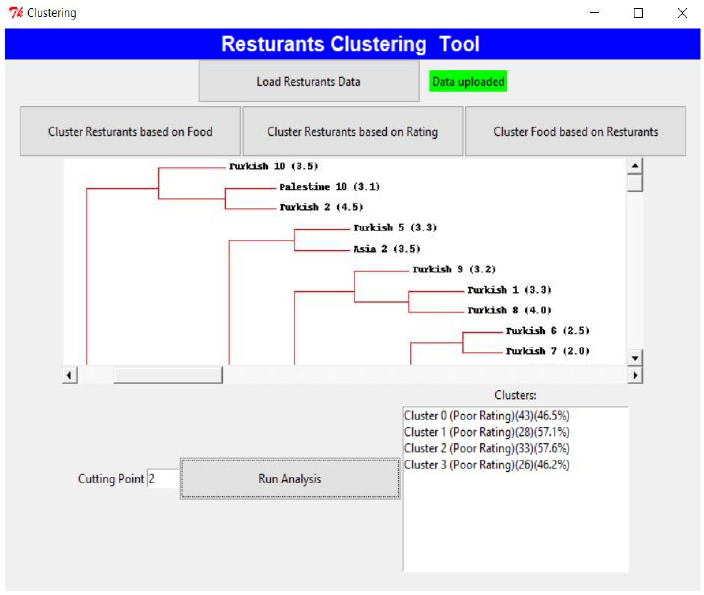 Clustering
Resturants Clustering Tool
Load Resturants Data
Data uploaded
Cluster Resturants based on Food
Cluster Resturants based on Rating
Cluster Food based on Resturants
Turkish 10 (3.5)
Palestine 10 (3.1)
Turkish 2 (4.5)
Turkish 5 (3.3)
Asia 2 (3.5)
Turkish 9 (3.2)
Turkish 1 (3.3)
Turkish 8 (4.0)
Turkish 6 (2.5)
Turkish 7 (2.0)
Clusters:
Cluster 0 (Poor Rating)(43)(46.5%)
Cluster 1 (Poor Rating)(28)(57.1%)
Cluster 2 (Poor Rating)(33)(57.6%)
Cluster 3 (Poor Rating)(26)(46.2%)
Cutting Point 2
Run Analysis